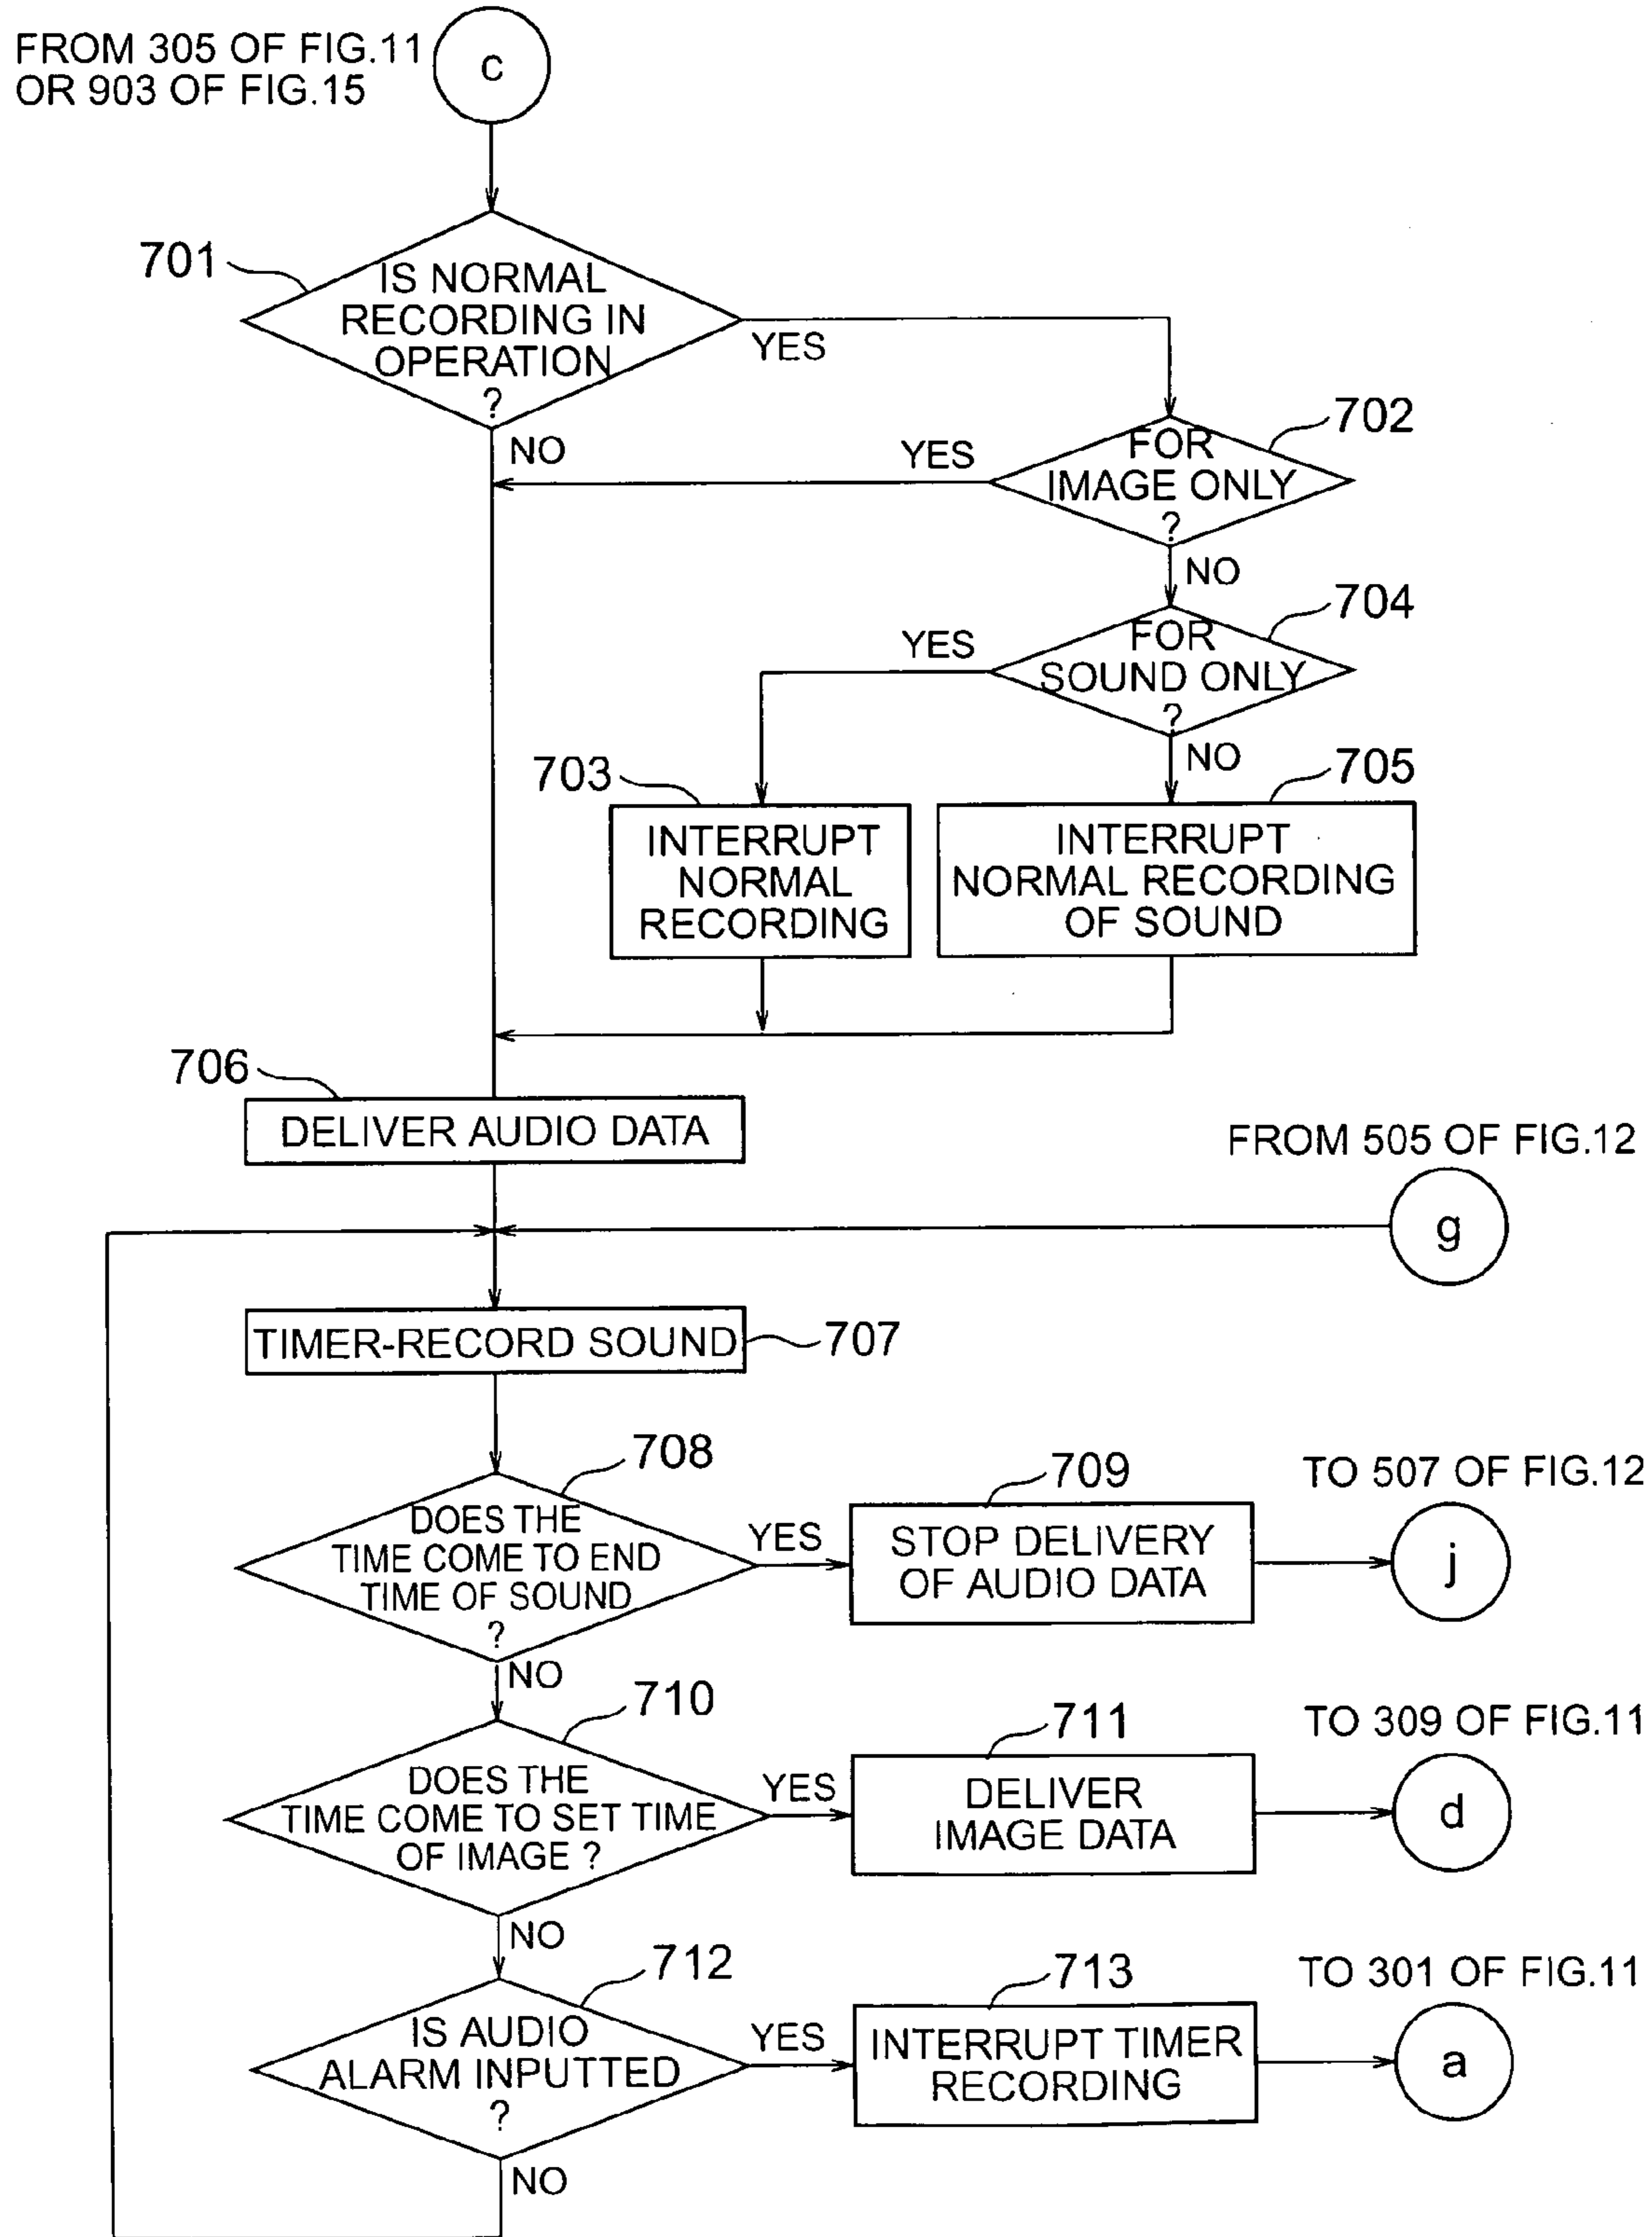 FROM 305 OF FIG.11
OR 903 OF FIG.15
c
701
IS NORMAL
RECORDING IN
OPERATION
?
YES
NO
702
FOR
IMAGE ONLY
?
YES
NO
704
FOR
SOUND ONLY
?
YES
NO
703
INTERRUPT
NORMAL
RECORDING
705
INTERRUPT
NORMAL RECORDING
OF SOUND
706
DELIVER AUDIO DATA
FROM 505 OF FIG.12
g
TIMER-RECORD SOUND
707
708
DOES THE
TIME COME TO END
TIME OF SOUND
?
YES
NO
709
STOP DELIVERY
OF AUDIO DATA
TO 507 OF FIG.12
j
710
DOES THE
TIME COME TO SET TIME
OF IMAGE ?
YES
NO
711
DELIVER
IMAGE DATA
TO 309 OF FIG.11
d
712
IS AUDIO
ALARM INPUTTED
?
YES
NO
713
INTERRUPT TIMER
RECORDING
TO 301 OF FIG.11
a